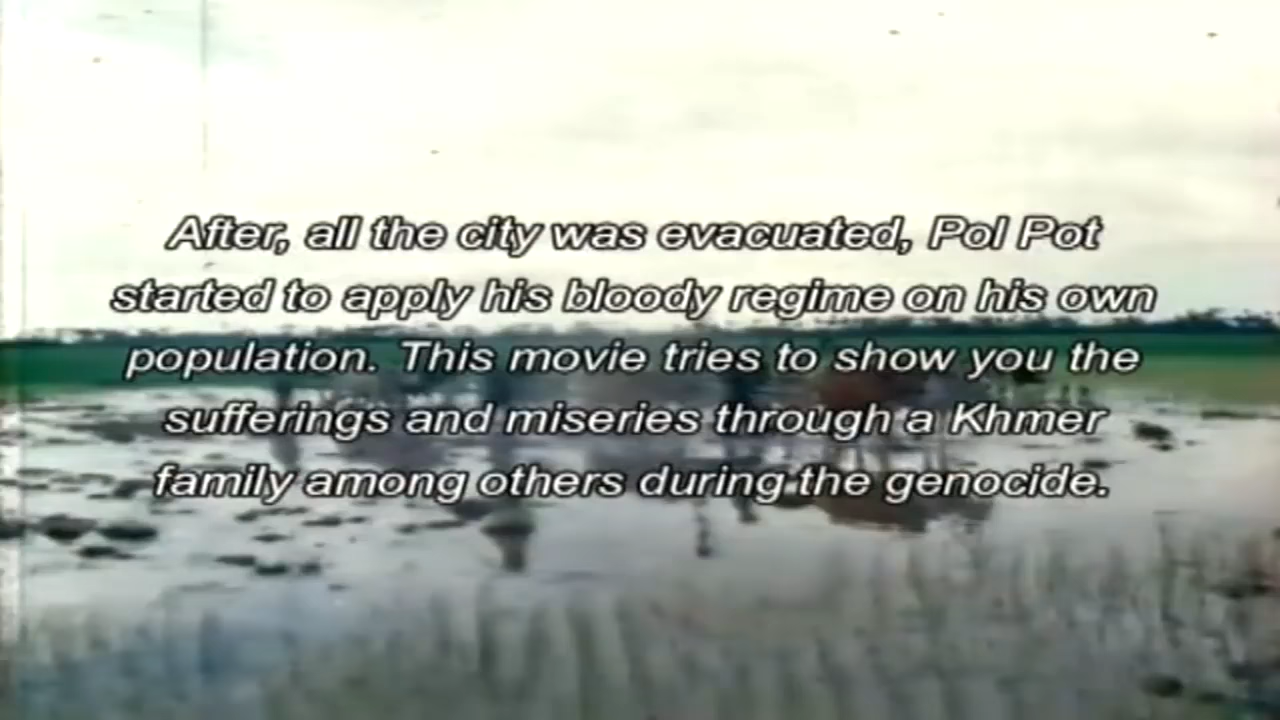 After, all the city was evacuated, Pol Pot
started to apply his bloody regime on his own
population. This movie tries to show you the
sufferings and miseries through a Khmer
family among others during the genocide.